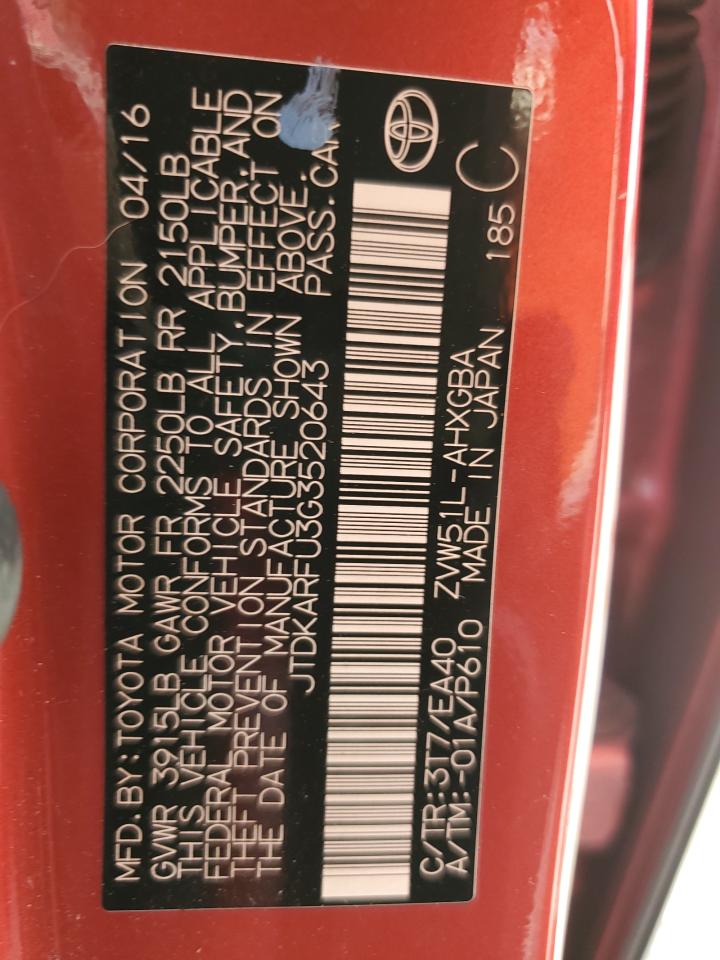 MFD. BY: TOYOTA MOTOR CORPORATION 04/16
GVWR 3915LB GAWR FR 2250LB RR 2150LB
THIS VEHICLE CONFORMS TO ALL APPLICABLE
FEDERAL MOTOR VEHICLE SAFETY, BUMPER, AND
THEFT PREVENTION STANDARDS IN EFFECT ON
THE DATE OF MANUFACTURE SHOWN ABOVE.
JTDKARFU3G3520643 PASS. CAR
C/TR: 3T7/EA40 ZVW51L-AHXGBA
A/TM: -01A/P610 MADE IN JAPAN 185 C